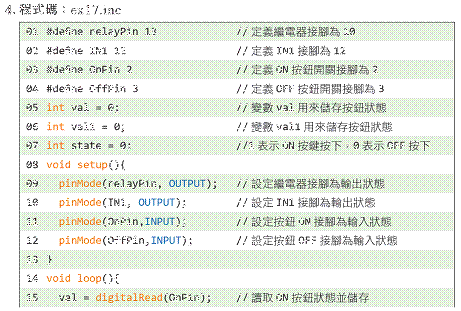 4. 程式碼：ex17.ino
01 #define relayPin 10 //定義繼電器接腳為 10
02 #define IN1 12 //定義 IN1 接腳為 12
03 #define OnPin 2 //定義 ON 按鈕開關接腳為 2
04 #define OffPin 3 //定義 OFF 按鈕開關接腳為 3
05 int val = 0; //變數 val 用來儲存按鈕狀態
06 int val1 = 0; //變數 val1 用來儲存按鈕狀態
07 int state = 0; //1 表示 ON 按鍵按下，0 表示 OFF 按下
08 void setup(){
09 pinMode(relayPin, OUTPUT); //設定繼電器接腳為輸出狀態
10 pinMode(IN1, OUTPUT); //設定 IN1 接腳為輸出狀態
11 pinMode(OnPin,INPUT); //設定按鈕 ON 接腳為輸入狀態
12 pinMode(OffPin,INPUT); //設定按鈕 OFF 接腳為輸入狀態
13 }
14 void loop(){
15 val = digitalRead(OnPin); //讀取 ON 按鈕狀態並儲存